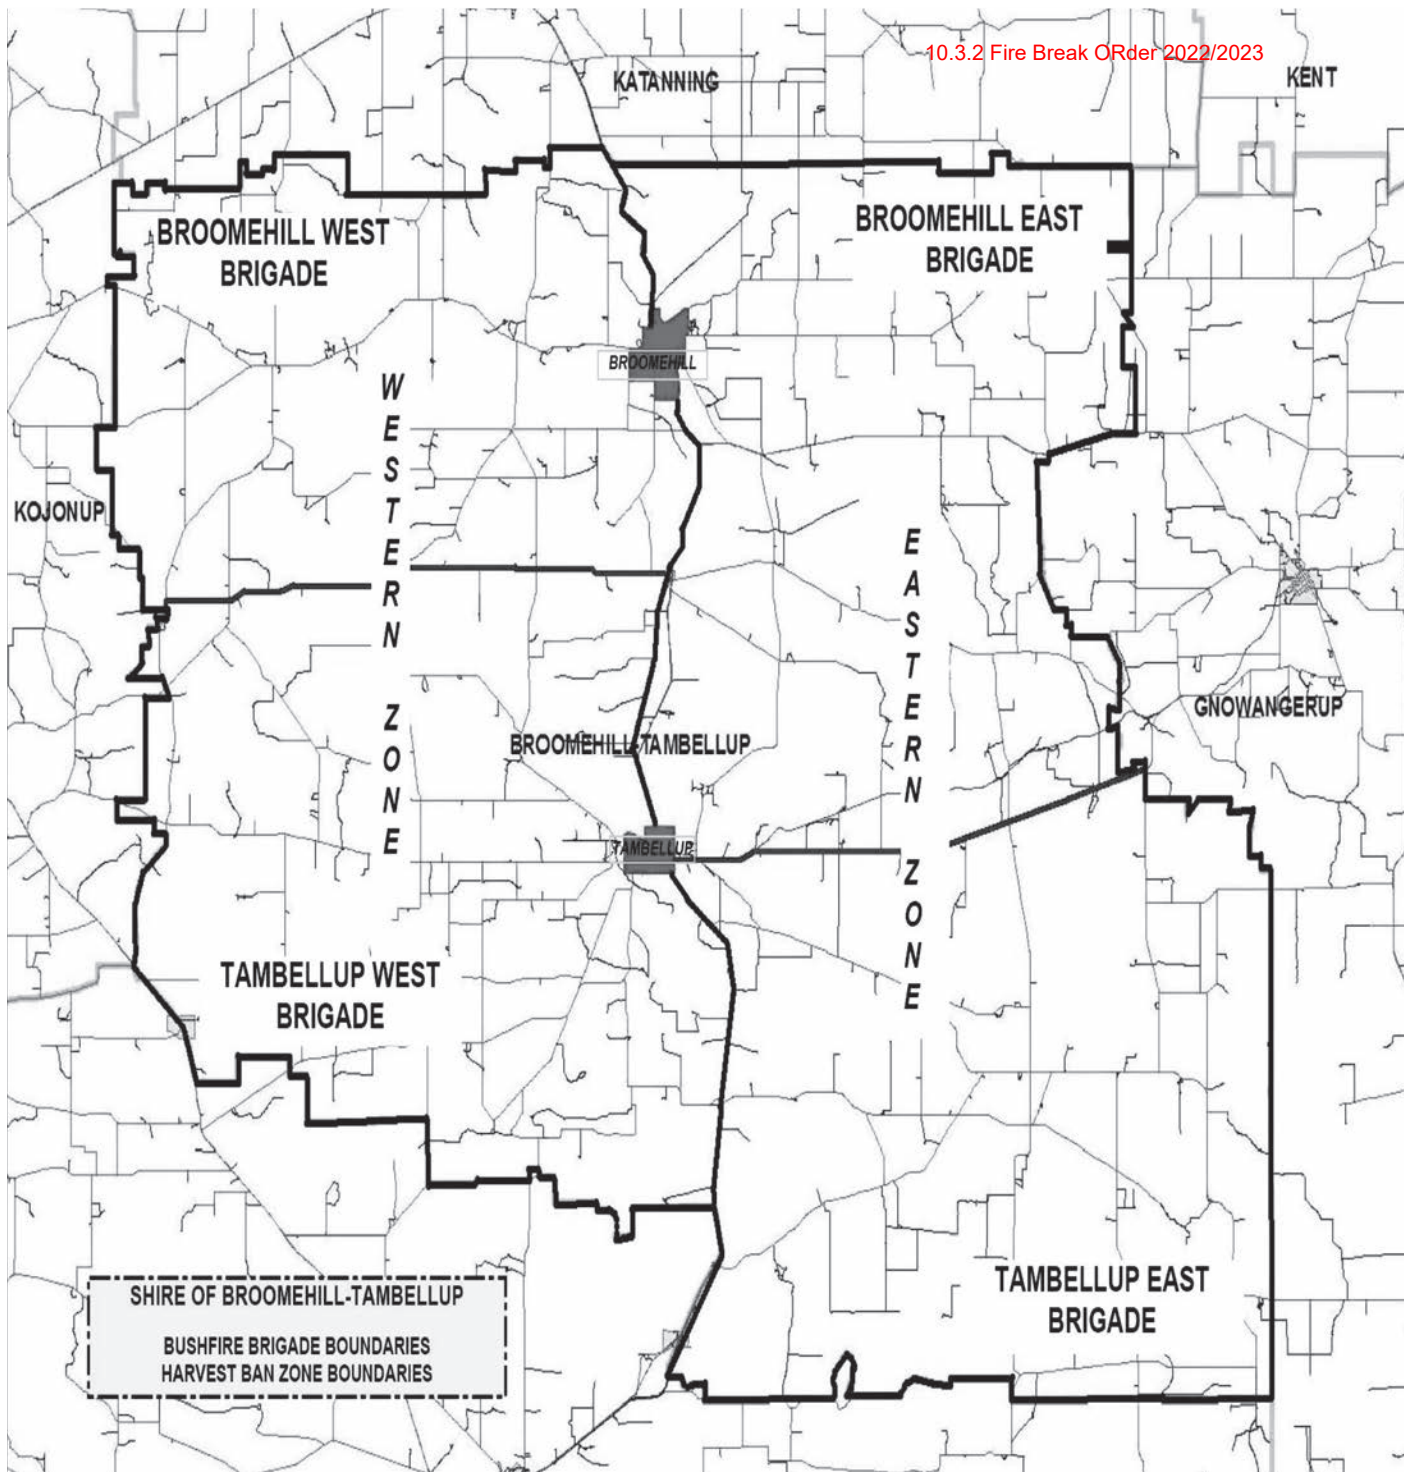 10.3.2 Fire Break ORder 2022/2023
KATANNING
KENT
BROOMEHILL WEST
BRIGADE
BROOMEHILL EAST
BRIGADE
BROOMEHILL
WESTERN ZONE
KOJONUP
EASTERN ZONE
GNOWANGERUP
BROOMEHILL-TAMBELLUP
TAMBELLUP
TAMBELLUP WEST
BRIGADE
TAMBELLUP EAST
BRIGADE
SHIRE OF BROOMEHILL-TAMBELLUP
BUSHFIRE BRIGADE BOUNDARIES
HARVEST BAN ZONE BOUNDARIES